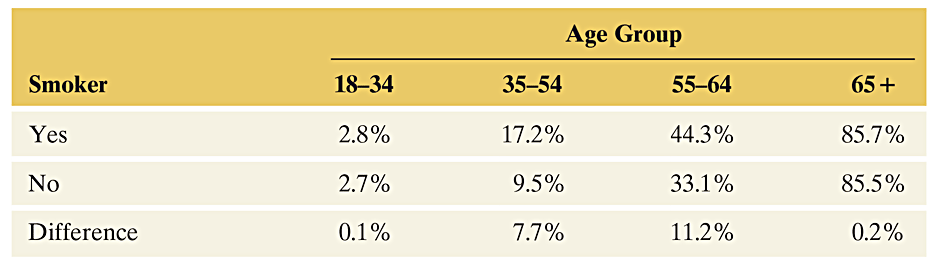 Age Group
Smoker 18–34 35–54 55–64 65+
Yes 2.8% 17.2% 44.3% 85.7%
No 2.7% 9.5% 33.1% 85.5%
Difference 0.1% 7.7% 11.2% 0.2%